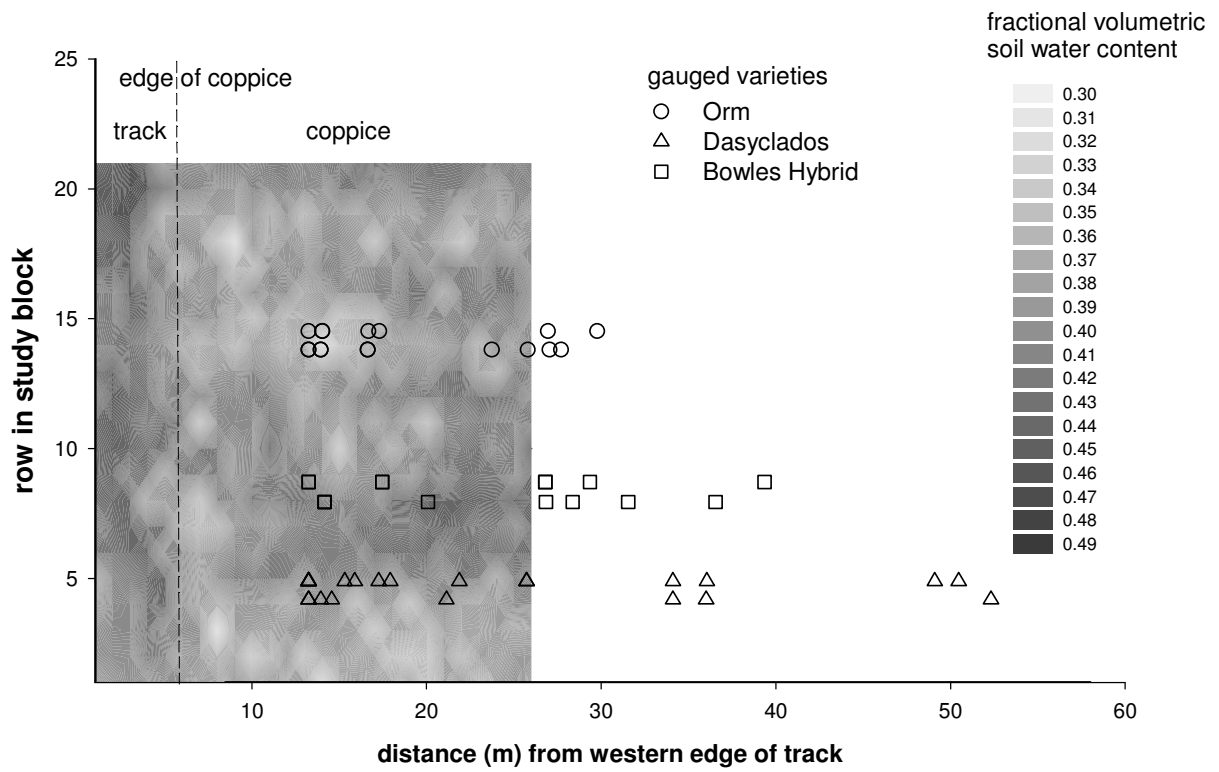 fractional volumetric
soil water content
25
edge of coppice
gauged varieties
0.30
Orm
0.31
track
coppice
Dasyclados
0.32
Bowles Hybrid
0.33
20
0.34
0.35
0.36
0.37
0.38
15
0.39
0.40
0.41
0.42
0.43
0.44
10
0.45
0.46
0.47
0.48
0.49
5
row in study block
10
20
30
40
50
60
distance (m) from western edge of track